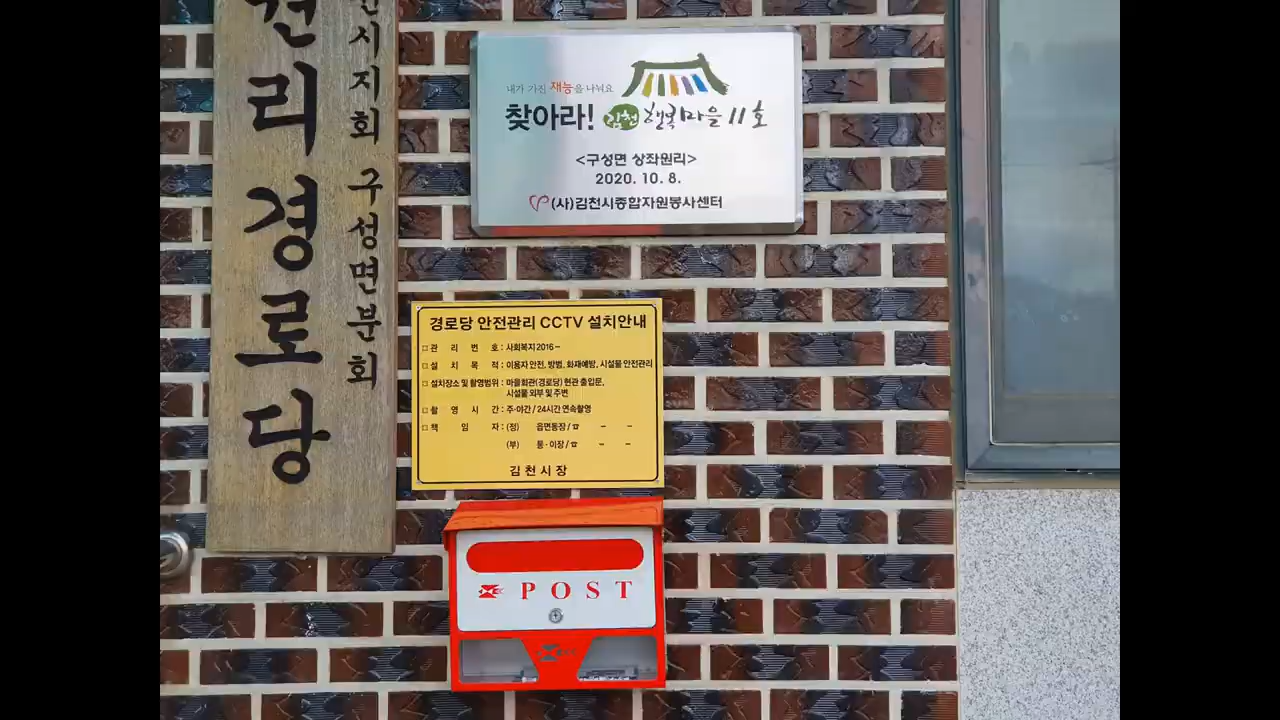 리경로당
시지회 구성면분회
내가 가진 재능을 나눠요
찾아라! 김천 행복마을 11호
<구성면 상좌원리>
2020. 10. 8.
(사)김천시종합자원봉사센터
경로당 안전관리 CCTV 설치안내
□ 관 리 번 호 : 사회복지 2016-
□ 설 치 목 적 : 이용자 안전, 방범, 화재예방, 시설물 안전관리
□ 설치장소 및 촬영범위 : 마을회관(경로당) 현관 출입문,
시설물 외부 및 주변
□ 촬 영 시 간 : 주·야간 / 24시간 연속촬영
□ 책 임 자 : (정) 읍면동장 / ☎ - -
(부) 통·이장 / ☎ - -
김천시장
POST